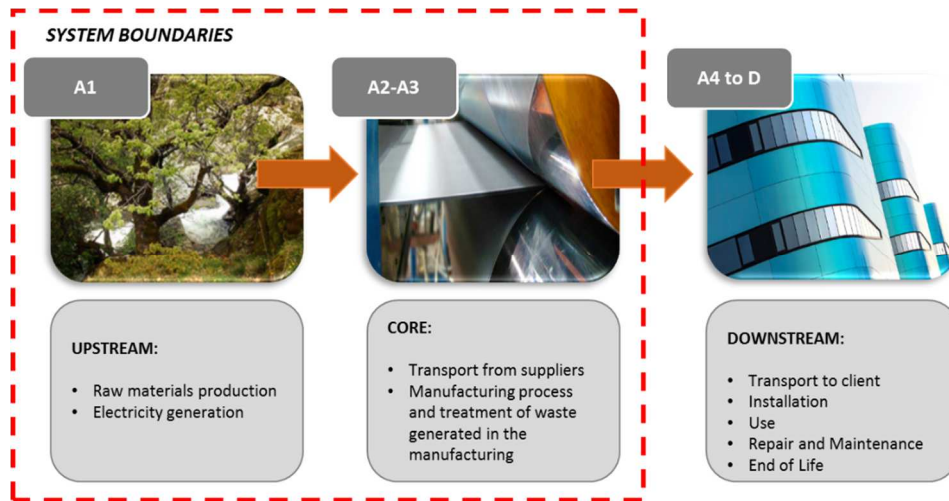 SYSTEM BOUNDARIES
A1
A2-A3
A4 to D
UPSTREAM:
• Raw materials production
• Electricity generation
CORE:
• Transport from suppliers
• Manufacturing process
and treatment of waste
generated in the
manufacturing
DOWNSTREAM:
• Transport to client
• Installation
• Use
• Repair and Maintenance
• End of Life